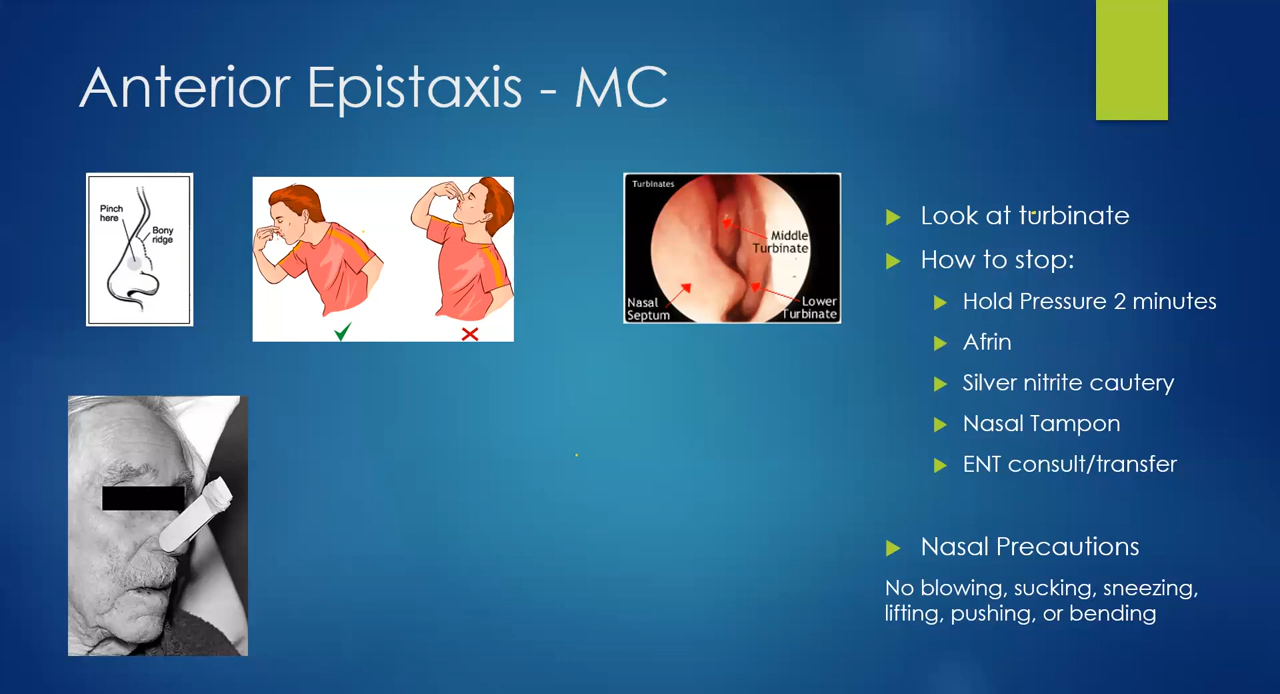 Anterior Epistaxis - MC
Pinch
here
Bony
ridge
Turbinates
Middle
Turbinate
Nasal
Septum
Lower
Turbinate
Look at turbinate
How to stop:
Hold Pressure 2 minutes
Afrin
Silver nitrite cautery
Nasal Tampon
ENT consult/transfer
Nasal Precautions
No blowing, sucking, sneezing,
lifting, pushing, or bending